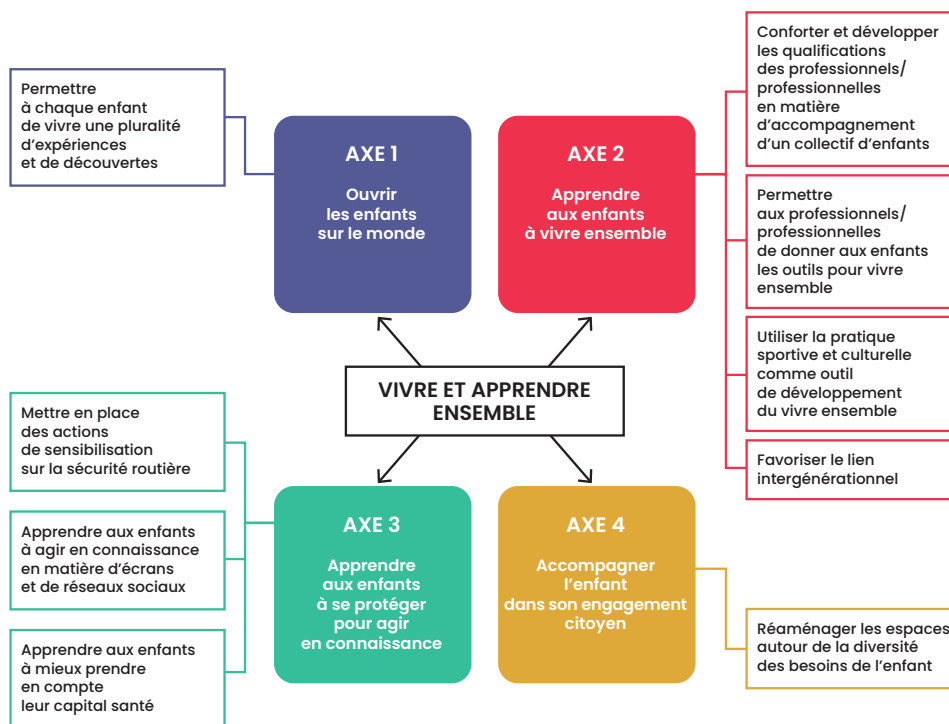 Permettre
à chaque enfant
de vivre une pluralité
d'expériences
et de découvertes
AXE 1
Ouvrir
les enfants
sur le monde
AXE 2
Apprendre
aux enfants
à vivre ensemble
Conforter et développer
les qualifications
des professionnels/
professionnelles
en matière
d'accompagnement
d'un collectif d'enfants
Permettre
aux professionnels/
professionnelles
de donner aux enfants
les outils pour vivre
ensemble
Utiliser la pratique
sportive et culturelle
comme outil
de développement
du vivre ensemble
Favoriser le lien
intergénérationnel
VIVRE ET APPRENDRE
ENSEMBLE
Mettre en place
des actions
de sensibilisation
sur la sécurité routière
Apprendre aux enfants
à agir en connaissance
en matière d'écrans
et de réseaux sociaux
Apprendre aux enfants
à mieux prendre
en compte
leur capital santé
AXE 3
Apprendre
aux enfants
à se protéger
pour agir
en connaissance
AXE 4
Accompagner
l'enfant
dans son engagement
citoyen
Réaménager les espaces
autour de la diversité
des besoins de l'enfant